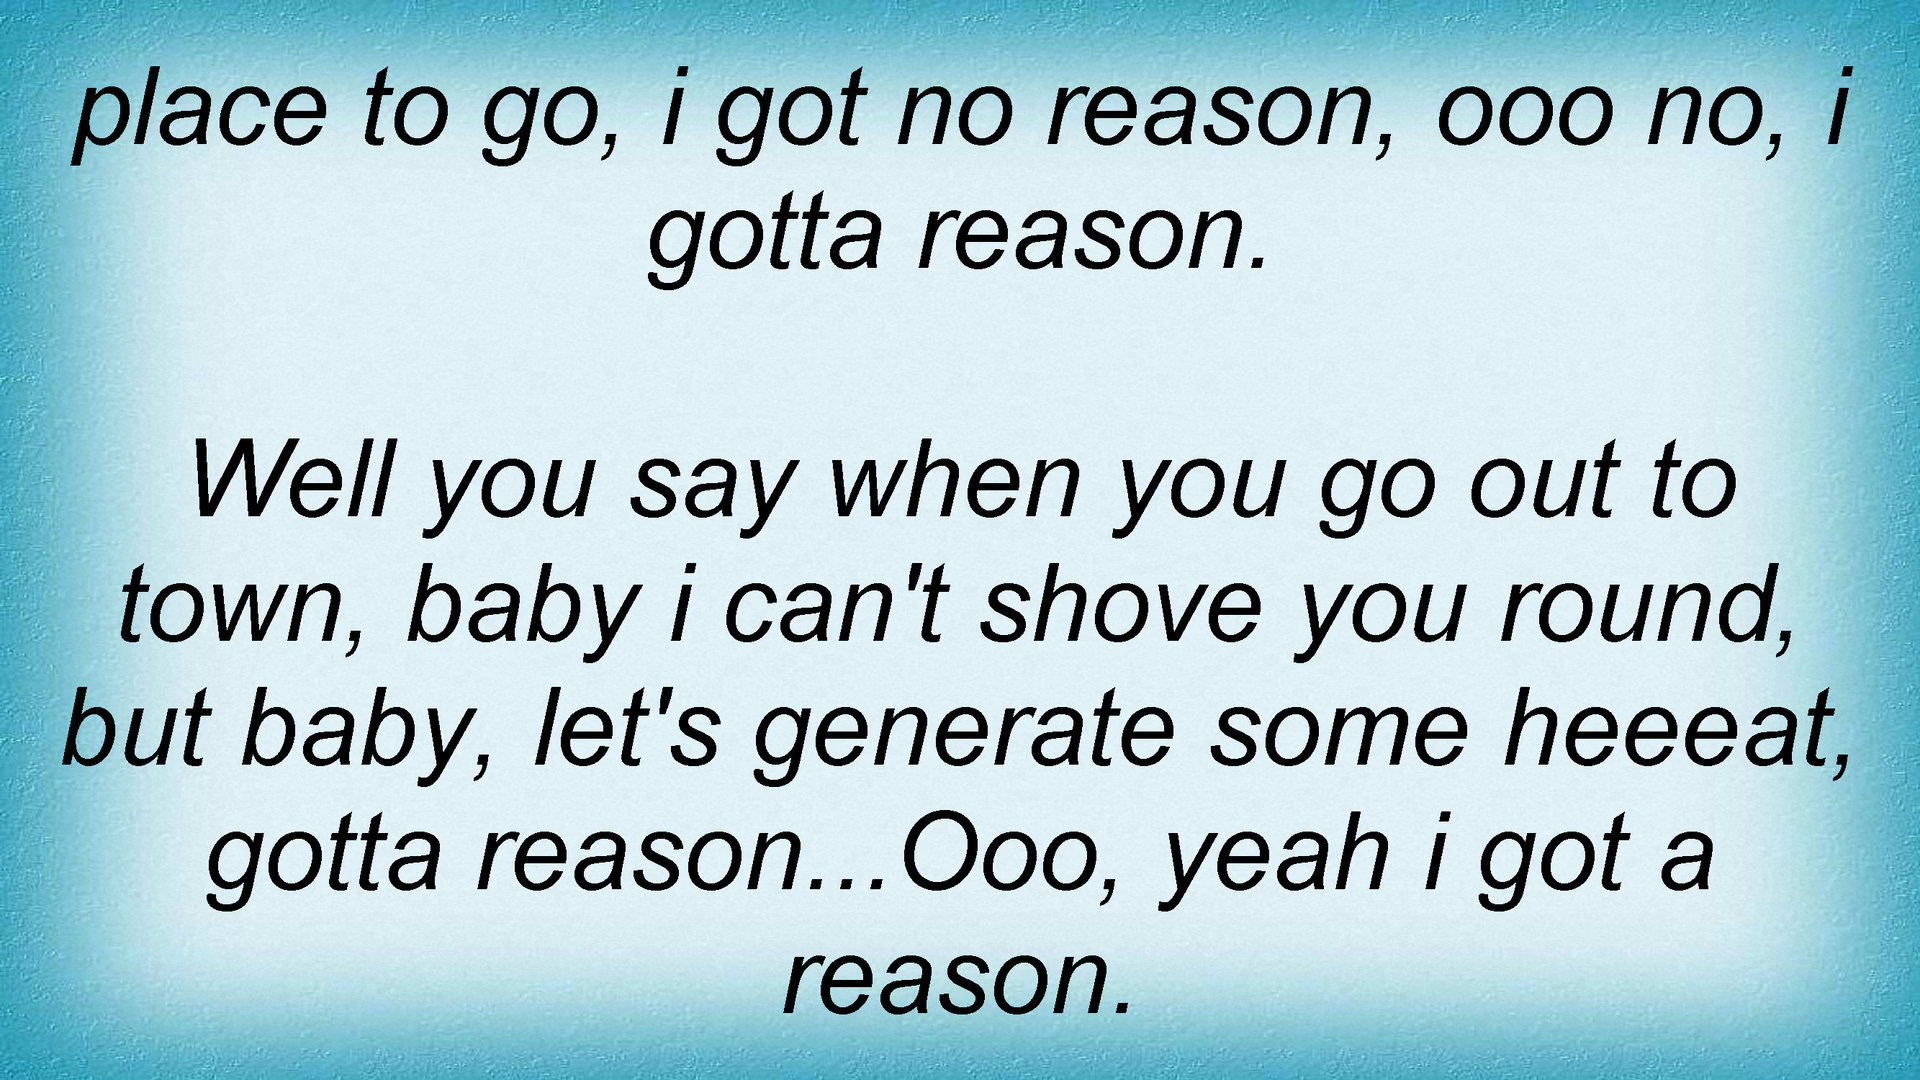 place to go, i got no reason, ooo no, i
gotta reason.
Well you say when you go out to
town, baby i can't shove you round,
but baby, let's generate some heeeat,
gotta reason...Ooo, yeah i got a
reason.